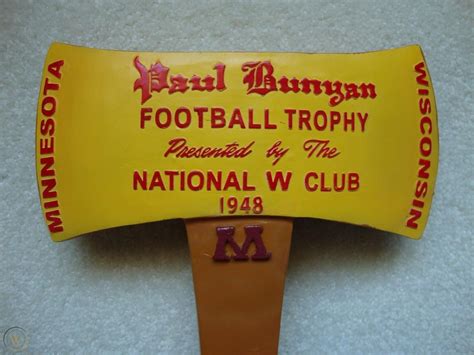 Paul Bunyan
FOOTBALL TROPHY
Presented by The
NATIONAL W CLUB
1948
MINNESOTA
WISCONSIN
M
W